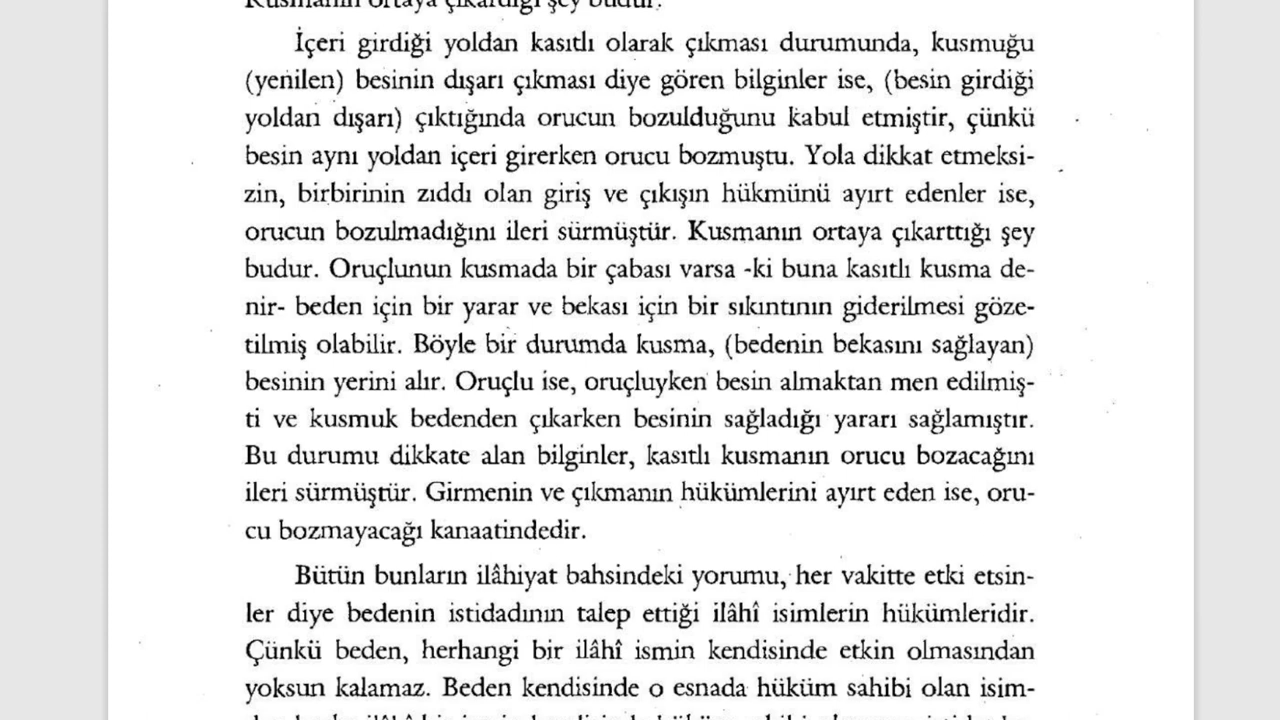 Kusmanın ortaya çıkardığı şey budur.
İçeri girdiği yoldan kasıtlı olarak çıkması durumunda, kusmuğu
(yenilen) besinin dışarı çıkması diye gören bilginler ise, (besin girdiği
yoldan dışarı) çıktığında orucun bozulduğunu kabul etmiştir, çünkü
besin aynı yoldan içeri girerken orucu bozmuştu. Yola dikkat etmeksi-
zin, birbirinin zıddı olan giriş ve çıkışın hükmünü ayırt edenler ise,
orucun bozulmadığını ileri sürmüştür. Kusmanın ortaya çıkarttığı şey
budur. Oruçlunun kusmada bir çabası varsa -ki buna kasıtlı kusma de-
nir- beden için bir yarar ve bekası için bir sıkıntının giderilmesi göze-
tilmiş olabilir. Böyle bir durumda kusma, (bedenin bekasını sağlayan)
besinin yerini alır. Oruçlu ise, oruçluyken besin almaktan men edilmiş-
ti ve kusmuk bedenden çıkarken besinin sağladığı yararı sağlamıştır.
Bu durumu dikkate alan bilginler, kasıtlı kusmanın orucu bozacağını
ileri sürmüştür. Girmenin ve çıkmanın hükümlerini ayırt eden ise, oru-
cu bozmayacağı kanaatindedir.
Bütün bunların ilâhiyat bahsindeki yorumu, her vakitte etki etsin-
ler diye bedenin istidadının talep ettiği ilâhî isimlerin hükümleridir.
Çünkü beden, herhangi bir ilâhî ismin kendisinde etkin olmasından
yoksun kalamaz. Beden kendisinde o esnada hüküm sahibi olan isim-